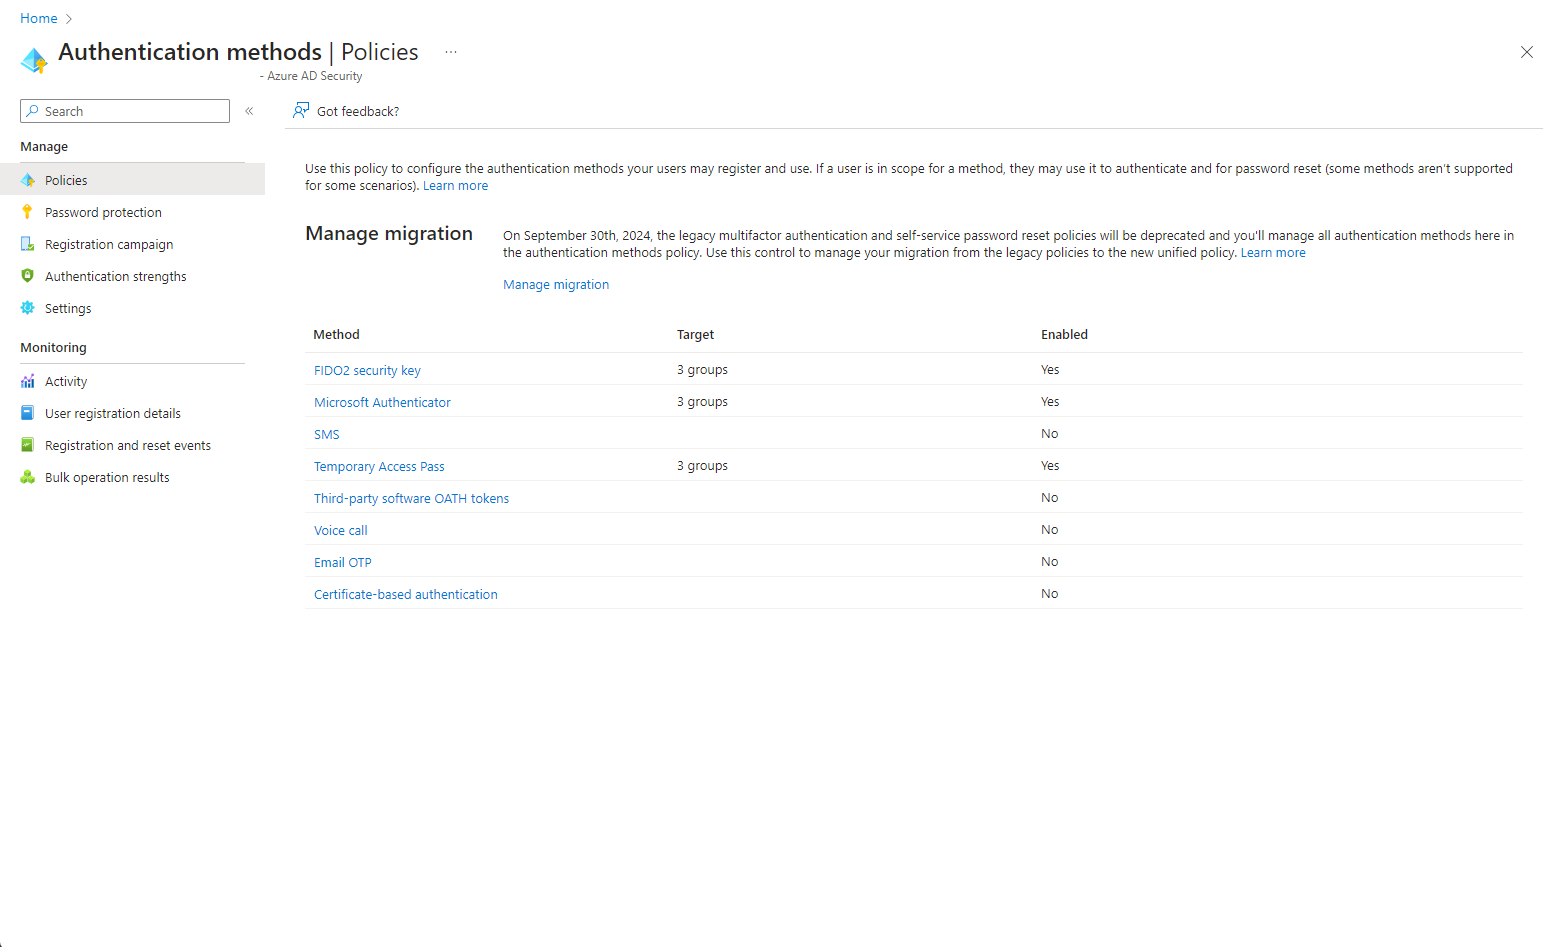 Home
Authentication methods | Policies ...
- Azure AD Security
Search «
Got feedback?
Manage
Policies
Password protection
Registration campaign
Authentication strengths
Settings
Monitoring
Activity
User registration details
Registration and reset events
Bulk operation results
Use this policy to configure the authentication methods your users may register and use. If a user is in scope for a method, they may use it to authenticate and for password reset (some methods aren't supported
for some scenarios). Learn more
Manage migration
On September 30th, 2024, the legacy multifactor authentication and self-service password reset policies will be deprecated and you'll manage all authentication methods here in
the authentication methods policy. Use this control to manage your migration from the legacy policies to the new unified policy. Learn more
Manage migration
Method Target Enabled
FIDO2 security key 3 groups Yes
Microsoft Authenticator 3 groups Yes
SMS No
Temporary Access Pass 3 groups Yes
Third-party software OATH tokens No
Voice call No
Email OTP No
Certificate-based authentication No